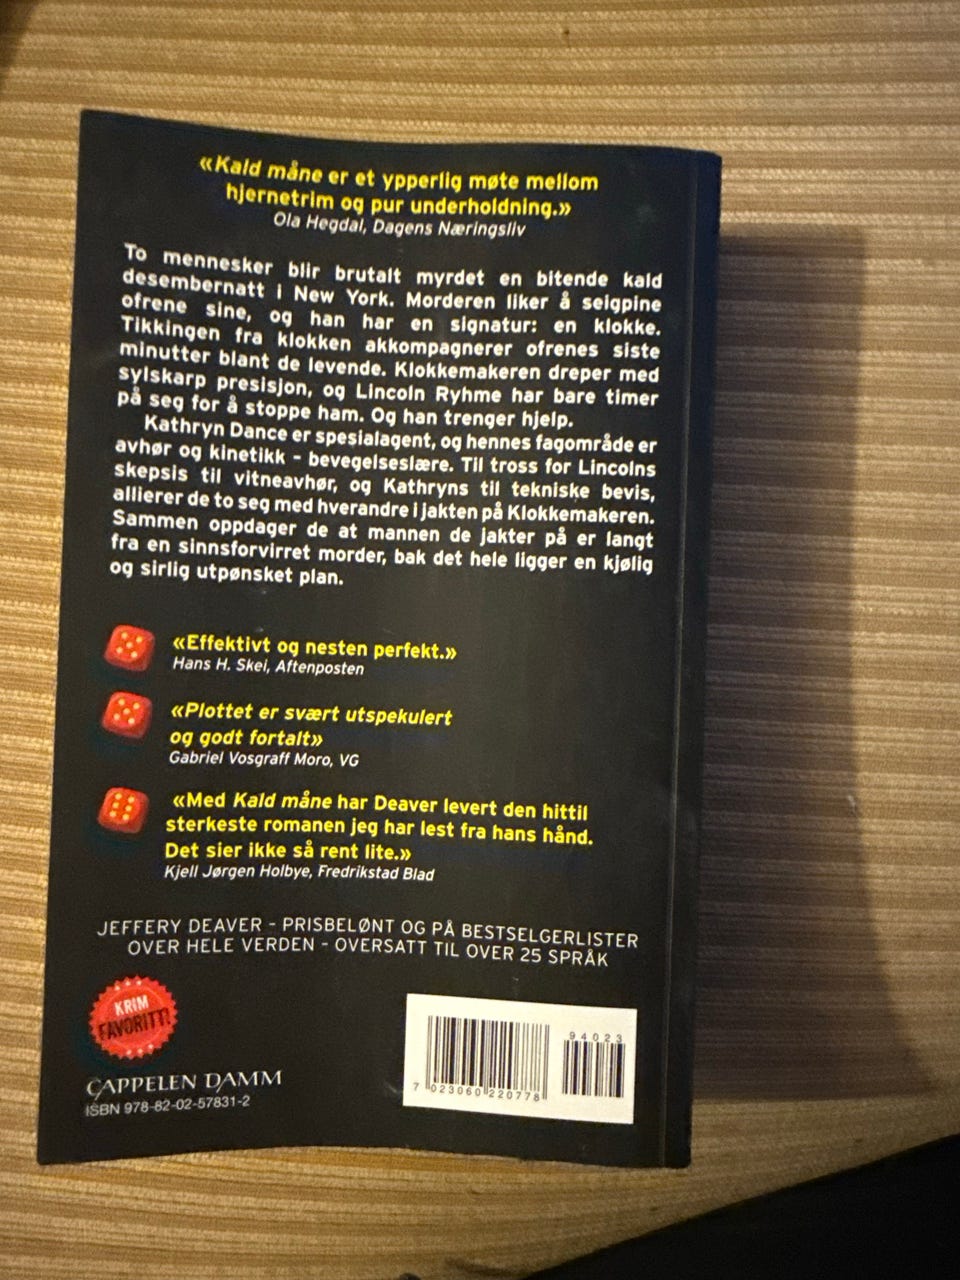 «Kald måne er et ypperlig møte mellom
hjernetrim og pur underholdning.»
Ola Hegdal, Dagens Næringsliv
To mennesker blir brutalt myrdet en bitende kald
desembernatt i New York. Morderen liker å seigpine
ofrene sine, og han har en signatur: en klokke.
Tikkingen fra klokken akkompagnerer ofrenes siste
minutter blant de levende. Klokkemakeren dreper med
sylskarp presisjon, og Lincoln Ryhme har bare timer
på seg for å stoppe ham. Og han trenger hjelp.
Kathryn Dance er spesialagent, og hennes fagområde er
avhør og kinetikk – bevegelseslære. Til tross for Lincolns
skepsis til vitneavhør, og Kathryns til tekniske bevis,
allierer de to seg med hverandre i jakten på Klokkemakeren.
Sammen oppdager de at mannen de jakter på er langt
fra en sinnsforvirret morder, bak det hele ligger en kjølig
og sirlig utpønsket plan.
«Effektivt og nesten perfekt.»
Hans H. Skei, Aftenposten
«Plottet er svært utspekulert
og godt fortalt»
Gabriel Vosgraff Moro, VG
«Med Kald måne har Deaver levert den hittil
sterkeste romanen jeg har lest fra hans hånd.
Det sier ikke så rent lite.»
Kjell Jørgen Holbye, Fredrikstad Blad
JEFFERY DEAVER – PRISBELØNT OG PÅ BESTSELGERLISTER
OVER HELE VERDEN – OVERSATT TIL OVER 25 SPRÅK
KRIM
FAVORITT!
CAPPELEN DAMM
ISBN 978-82-02-57831-2
94023
7 023060 220778